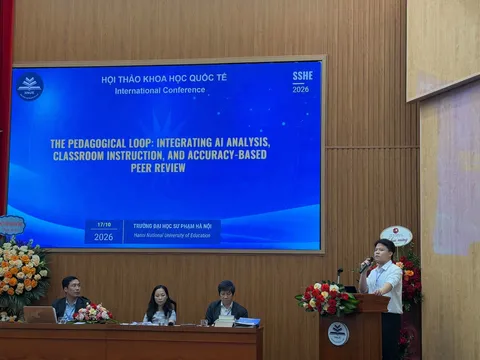 HỘI THẢO KHOA HỌC QUỐC TẾ
International Conference
SSHE
2026
THE PEDAGOGICAL LOOP: INTEGRATING AI ANALYSIS,
CLASSROOM INSTRUCTION, AND ACCURACY-BASED
PEER REVIEW
17/10
2026
TRƯỜNG ĐẠI HỌC SƯ PHẠM HÀ NỘI
Hanoi National University of Education